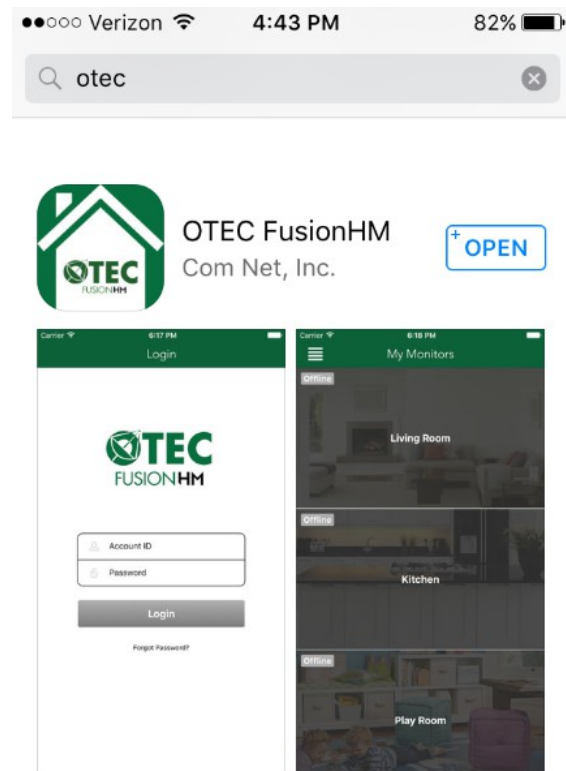 Verizon 4:43 PM 82%
otec
OTEC FusionHM
Com Net, Inc.
+ OPEN
OTEC
FUSIONHM
Carrier 6:17 PM
Login
OTEC
FUSIONHM
Account ID
Password
Login
Forgot Password?
Carrier 6:18 PM
My Monitors
Offline
Living Room
Offline
Kitchen
Offline
Play Room